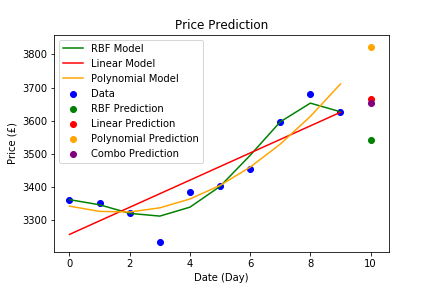 Price Prediction
Price (£)
3800
3700
3600
3500
3400
3300
RBF Model
Linear Model
Polynomial Model
Data
RBF Prediction
Linear Prediction
Polynomial Prediction
Combo Prediction
0 2 4 6 8 10
Date (Day)